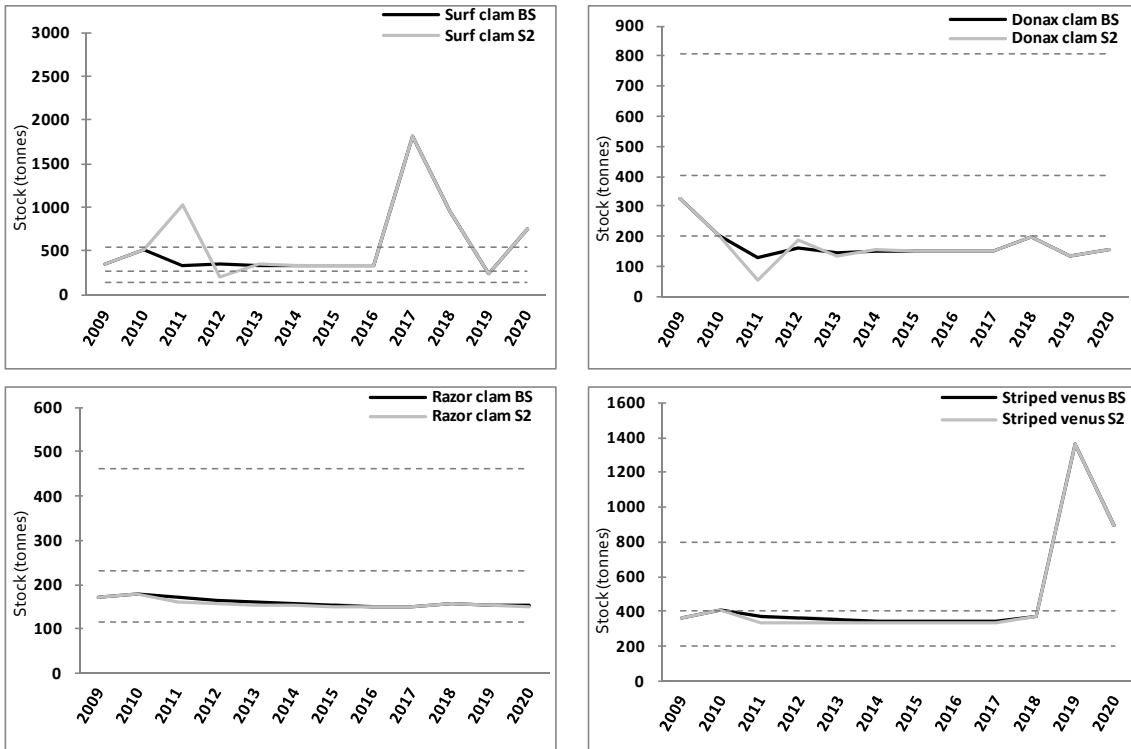 Surf clam BS
Surf clam S2
Stock (tonnes)
3000
2500
2000
1500
1000
500
0
2009 2010 2011 2012 2013 2014 2015 2016 2017 2018 2019 2020
Donax clam BS
Donax clam S2
Stock (tonnes)
900
800
700
600
500
400
300
200
100
0
2009 2010 2011 2012 2013 2014 2015 2016 2017 2018 2019 2020
Razor clam BS
Razor clam S2
Stock (tonnes)
600
500
400
300
200
100
0
2009 2010 2011 2012 2013 2014 2015 2016 2017 2018 2019 2020
Striped venus BS
Striped venus S2
Stock (tonnes)
1600
1400
1200
1000
800
600
400
200
0
2009 2010 2011 2012 2013 2014 2015 2016 2017 2018 2019 2020